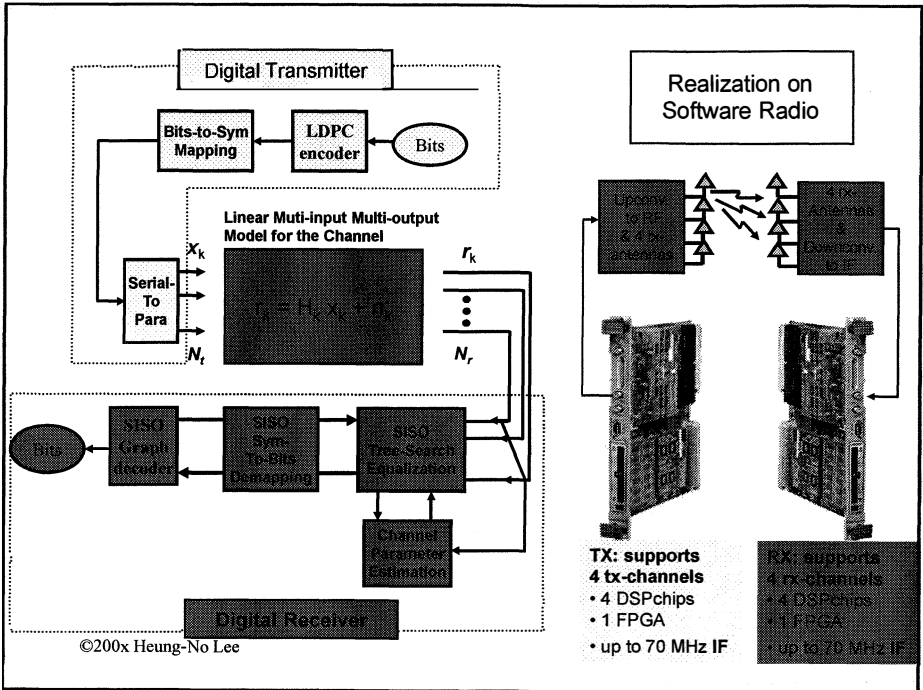 Digital Transmitter
Bits-to-Sym
Mapping
LDPC
encoder
Bits
Linear Muti-input Multi-output
Model for the Channel
x_k
Serial-
To
Para
N_t
r_k = H_k x_k + n_k
r_k
N_r
Bits
SISO
Graph
decoder
SISO
Sym-
To-Bits
Demapping
SISO
Tree-Search
Equalization
Channel
Parameter
Estimation
Digital Receiver
©200x Heung-No Lee
Realization on
Software Radio
Upconv.
to RF
& 4 tx-
antennas
4 rx-
Antennas
&
Downconv.
to IF
TX: supports
4 tx-channels
• 4 DSPchips
• 1 FPGA
• up to 70 MHz IF
RX: supports
4 rx-channels
• 4 DSPchips
• 1 FPGA
• up to 70 MHz IF